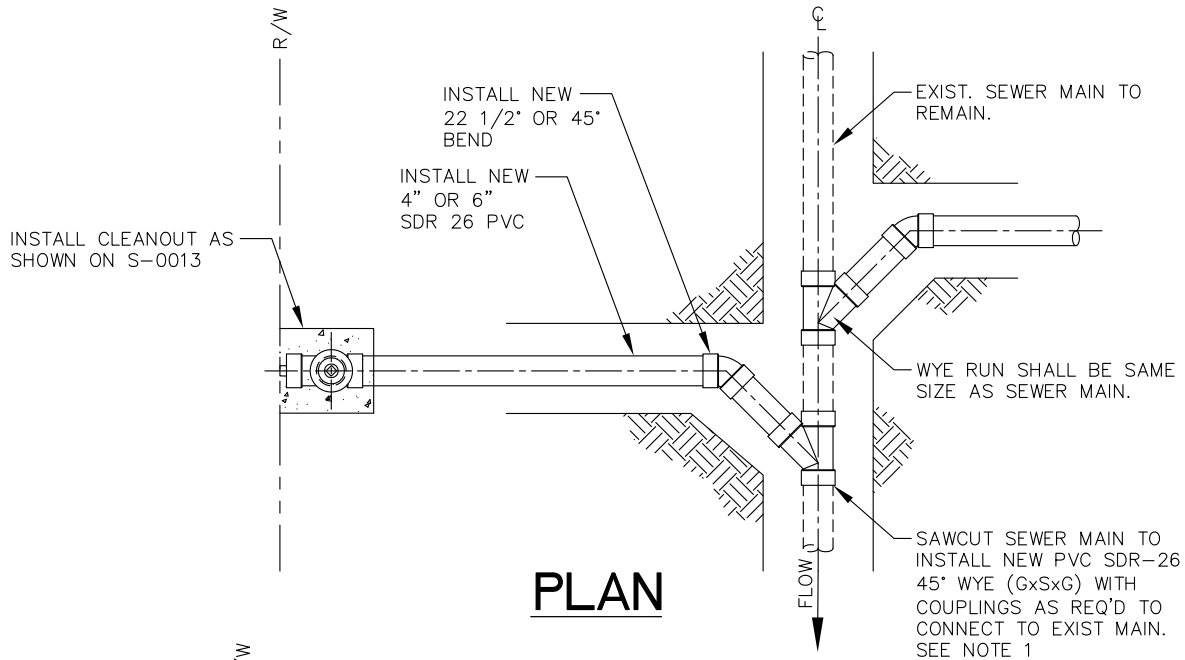 R/W
℄
INSTALL NEW
22 1/2° OR 45°
BEND
EXIST. SEWER MAIN TO
REMAIN.
INSTALL NEW
4” OR 6”
SDR 26 PVC
INSTALL CLEANOUT AS
SHOWN ON S-0013
WYE RUN SHALL BE SAME
SIZE AS SEWER MAIN.
SAWCUT SEWER MAIN TO
INSTALL NEW PVC SDR-26
45° WYE (GxSxG) WITH
COUPLINGS AS REQ'D TO
CONNECT TO EXIST MAIN.
SEE NOTE 1
FLOW
PLAN
/W